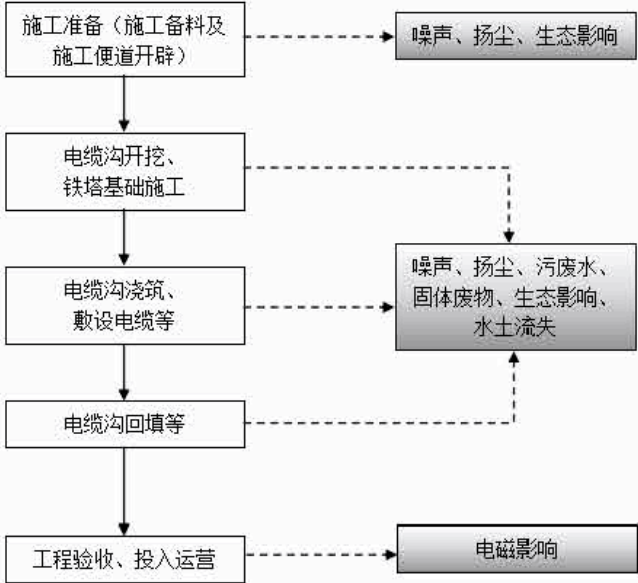 施工准备（施工备料及
施工便道开辟）
噪声、扬尘、生态影响
电缆沟开挖、
铁塔基础施工
电缆沟浇筑、
敷设电缆等
噪声、扬尘、污废水、
固体废物、生态影响、
水土流失
电缆沟回填等
工程验收、投入运营
电磁影响